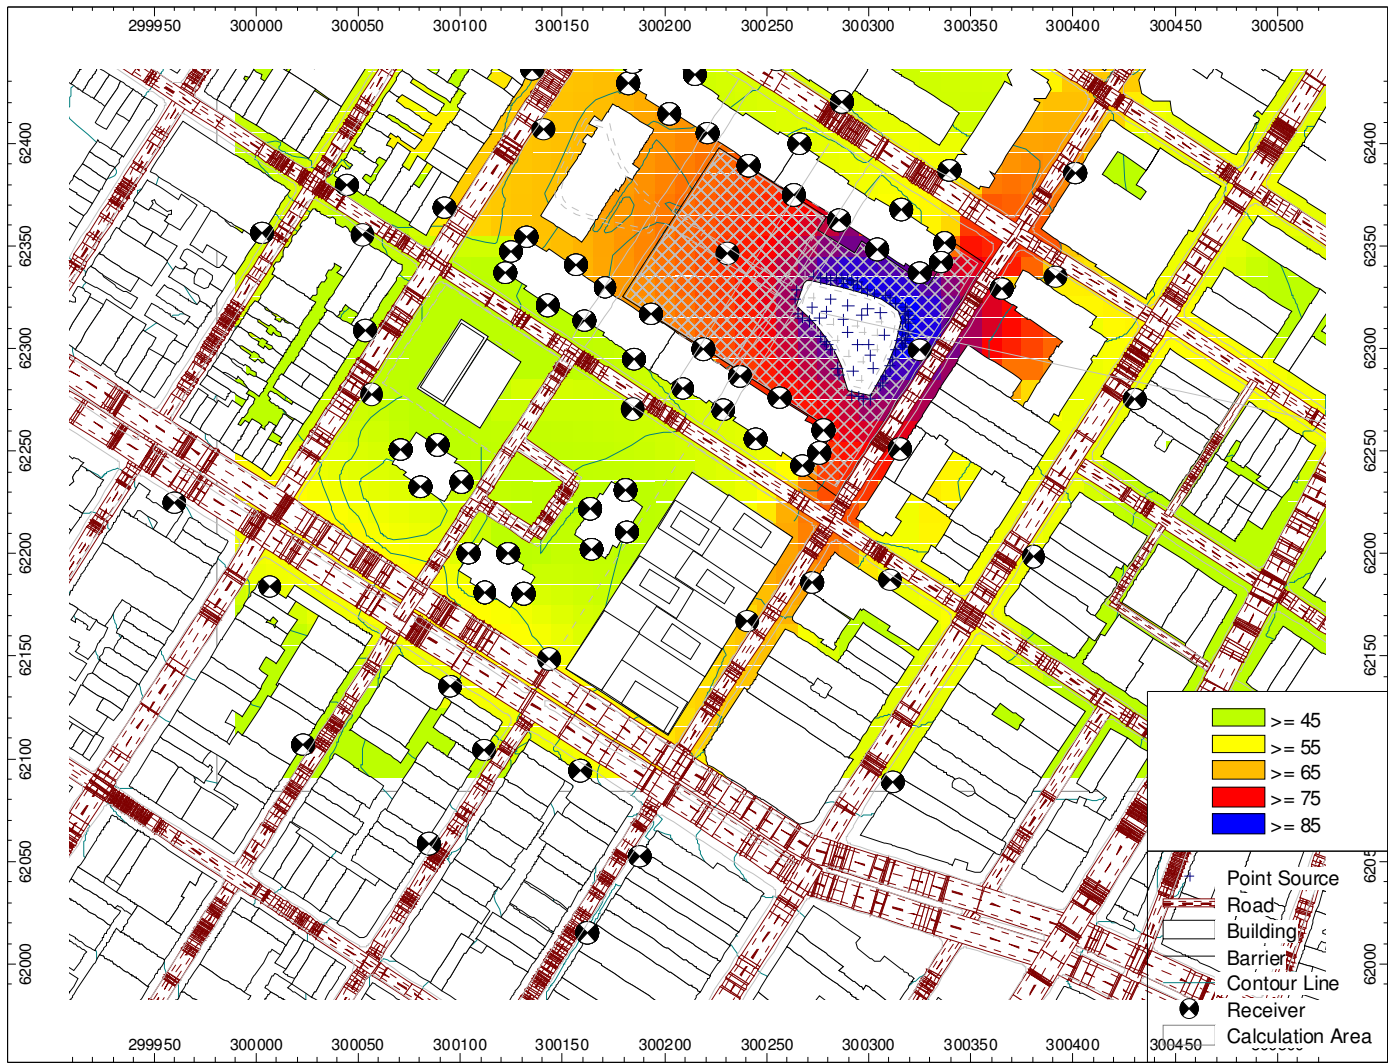 299950 300000 300050 300100 300150 300200 300250 300300 300350 300400 300450 300500
62400 62400
62350 62350
62300 62300
62250 62250
62200 62200
62150 62150
62100
>= 45
>= 55
>= 65
>= 75
>= 85
62050
Point Source
Road
Building
Barrier
62000 62000
Contour Line
Receiver
Calculation Area
299950 300000 300050 300100 300150 300200 300250 300300 300350 300400 300450